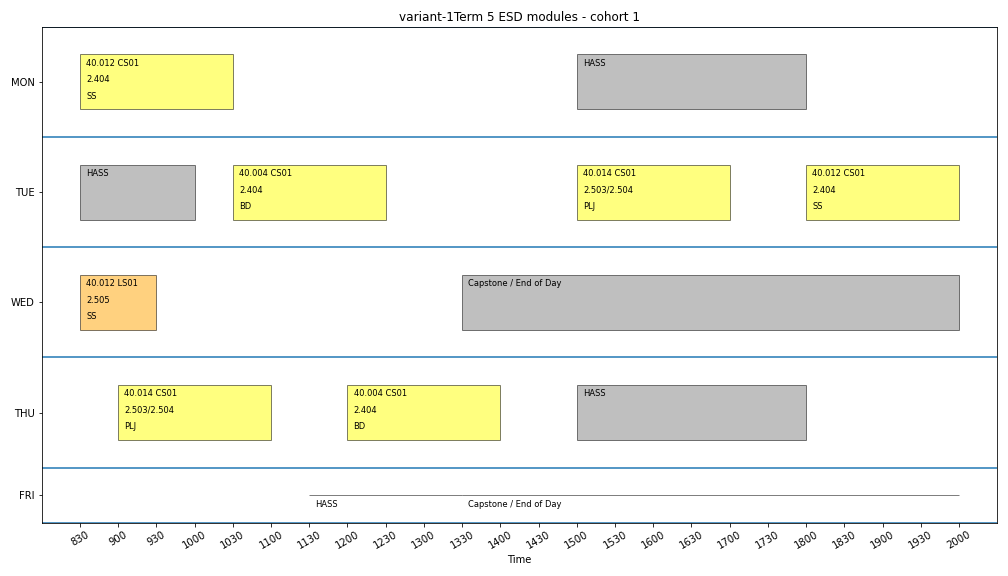 variant-1Term 5 ESD modules - cohort 1
MON
40.012 CS01
2.404
SS
HASS
TUE
HASS
40.004 CS01
2.404
BD
40.014 CS01
2.503/2.504
PLJ
40.012 CS01
2.404
SS
WED
40.012 LS01
2.505
SS
Capstone / End of Day
THU
40.014 CS01
2.503/2.504
PLJ
40.004 CS01
2.404
BD
HASS
FRI
HASS
Capstone / End of Day
830 900 930 1000 1030 1100 1130 1200 1230 1300 1330 1400 1430 1500 1600 1630 1700 1730 1800 1830 1900 1930 2000
Time